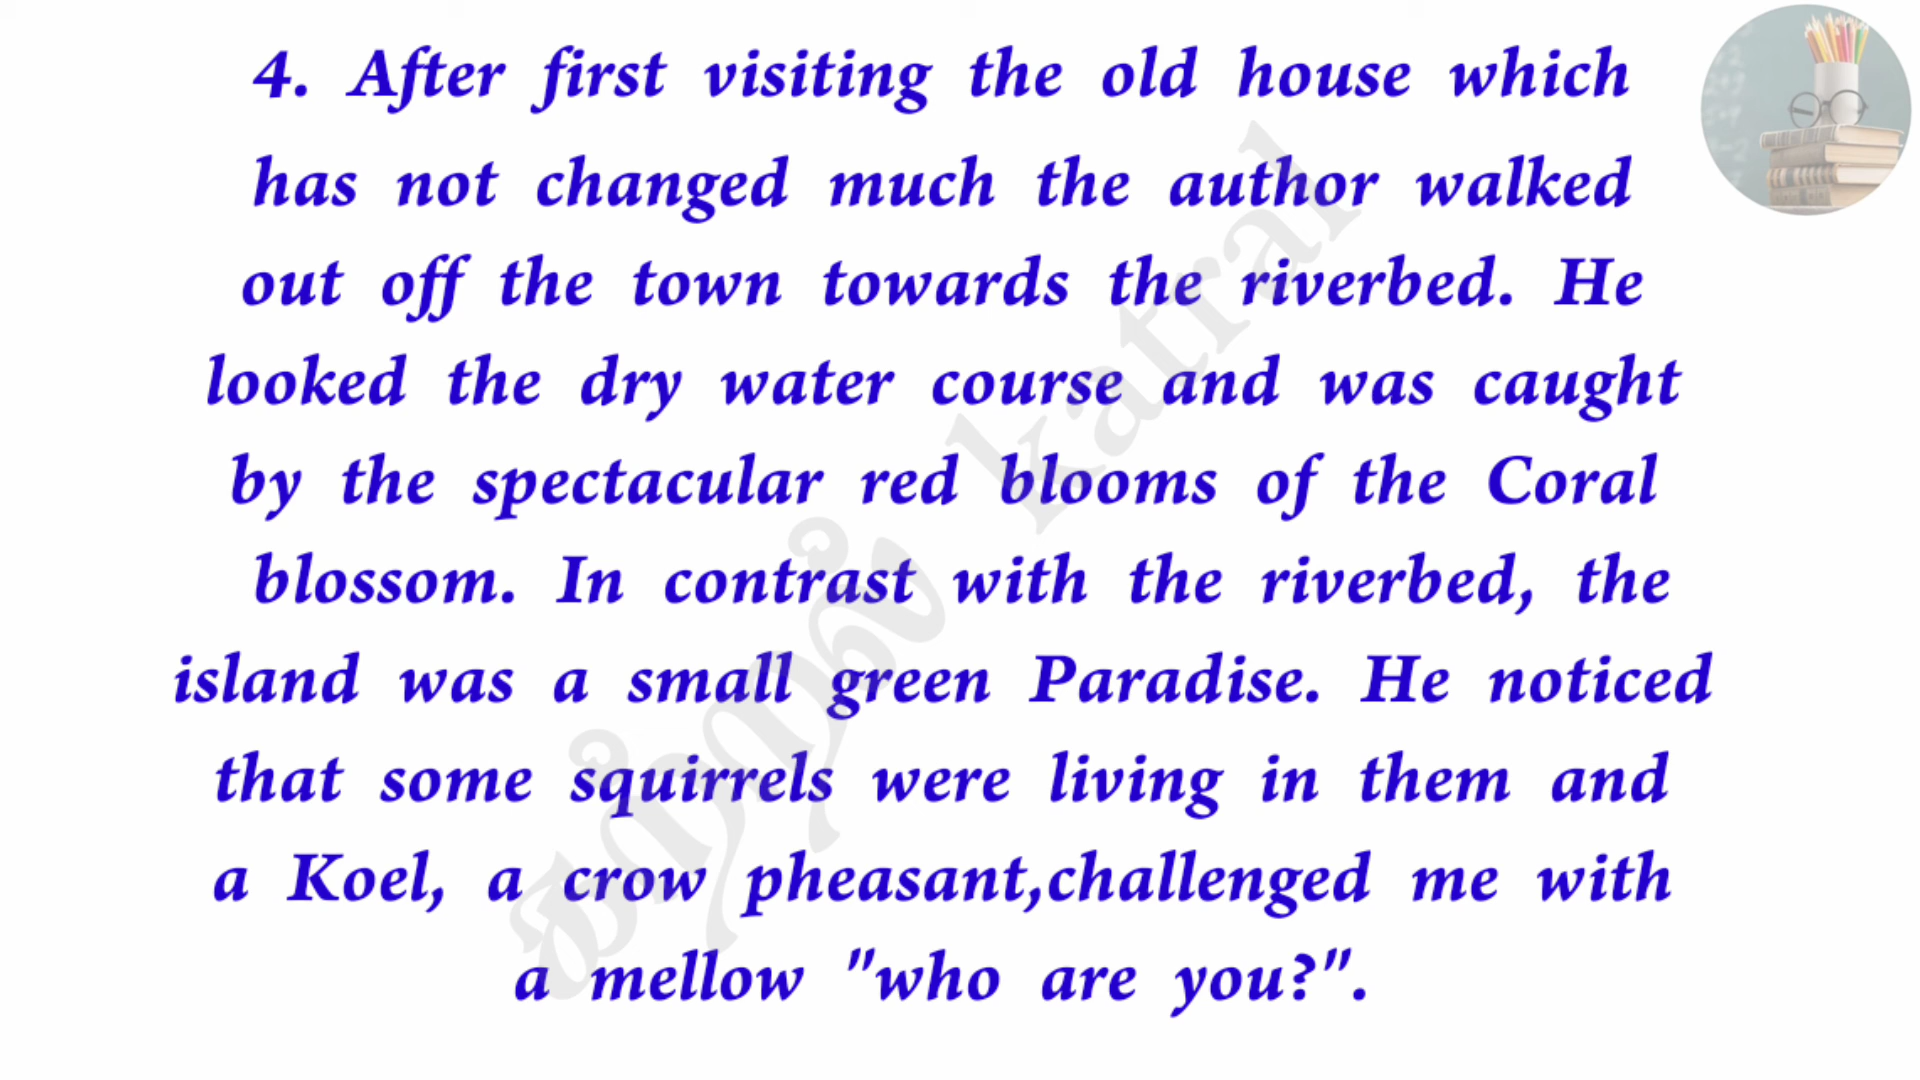 4. After first visiting the old house which
has not changed much the author walked
out off the town towards the riverbed. He
looked the dry water course and was caught
by the spectacular red blooms of the Coral
blossom. In contrast with the riverbed, the
island was a small green Paradise. He noticed
that some squirrels were living in them and
a Koel, a crow pheasant,challenged me with
a mellow "who are you?".
கற்றல் katral